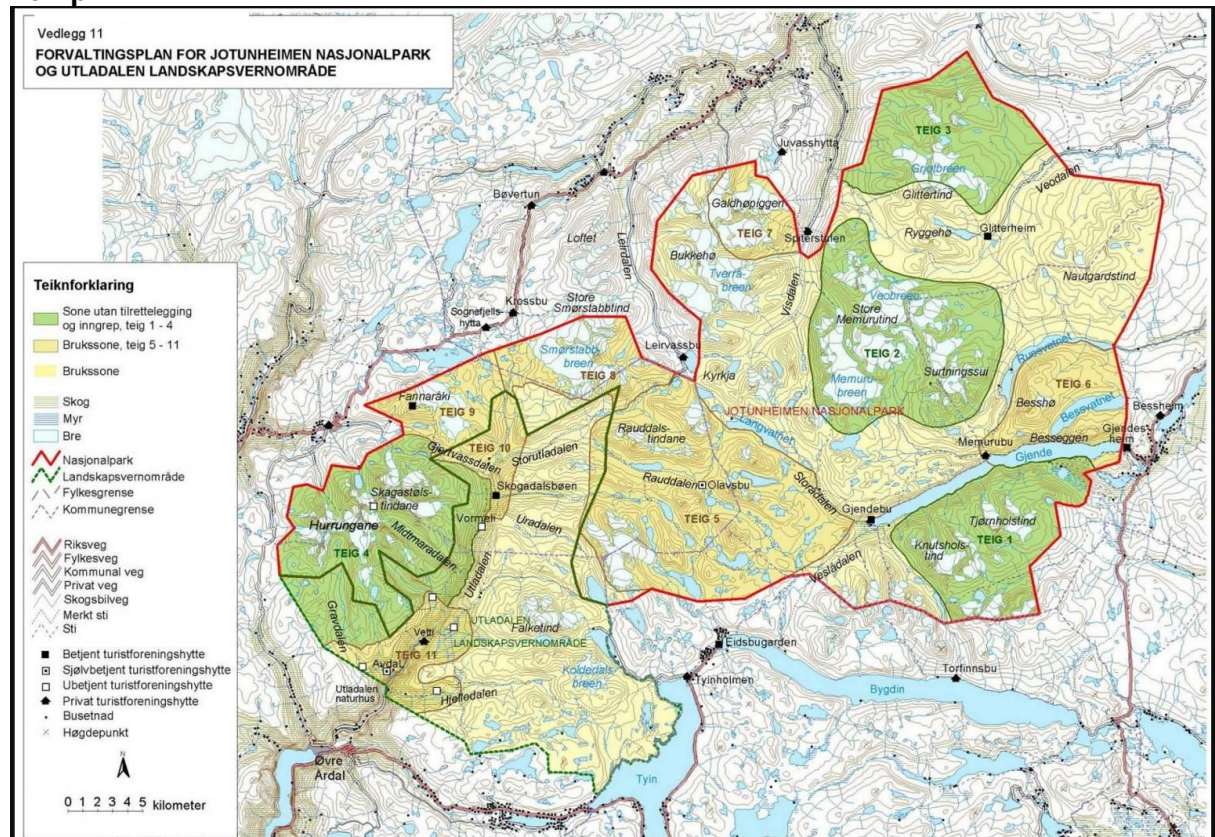 Vedlegg 11
FORVALTINGSPLAN FOR JOTUNHEIMEN NASJONALPARK
OG UTLADALEN LANDSKAPSVERNOMRÅDE
Teiknforklaring
Sone utan tilrettelegging
og inngrep, teig 1 - 4
Brukssone, teig 5 - 11
Brukssone
Skog
Myr
Bre
Nasjonalpark
Landskapsvernområde
Fylkesgrense
Kommunegrense
Riksveg
Fylkesveg
Kommunal veg
Privat veg
Skogsbilveg
Merkt sti
Sti
Betjent turistforeningshytte
Sjølvbetjent turistforeningshytte
Ubetjent turistforeningshytte
Privat turistforeningshytte
Busetnad
Høgdepunkt
N
0 1 2 3 4 5 kilometer
TEIG 3
Grjotbreen
Glittertind
Veodalen
Juvasshytta
Galdhøpiggen
TEIG 7
Spiterstulen
Ryggehø
Glitterheim
Bøvertun
Loftet
Leirdalen
Bukkehø
Tverrå-
breen
Visdalen
Nautgardstind
Veobreen
Store
Memurutind
TEIG 2
Memuru-
breen
Surtningssui
Krossbu
Sognefjells-
hytta
Store
Smørstabbtind
Smørstabb-
breen
Leirvassbu
TEIG 8
Kyrkja
Russvatnet
TEIG 6
Besshø
Bessvatnet
Bessheim
Besseggen
Gjendes-
heim
Fannaråki
TEIG 9
JOTUNHEIMEN NASJONALPARK
Langvatnet
Rauddals-
tindane
Memurubu
Gjende
TEIG 10
Gjertvassdalen
Storutladalen
Skogadalsbøen
Rauddalen
Olavsbu
Storådalen
Gjendebu
TEIG 5
Skagastøls-
tindane
Hurrungane
TEIG 4
Midtmaradalen
Vormeli
Uradalen
Utladalen
Tjørnholstind
TEIG 1
Knutshols-
tind
Vesladalen
Gravdalen
Vetti
UTLADALEN
LANDSKAPSVERNOMRÅDE
Falketind
TEIG 11
Avdal
Utladalen
naturhus
Hjelledalen
Koldedals-
breen
Eidsbugarden
Tyinholmen
Torfinnsbu
Bygdin
Tyin
Øvre
Årdal